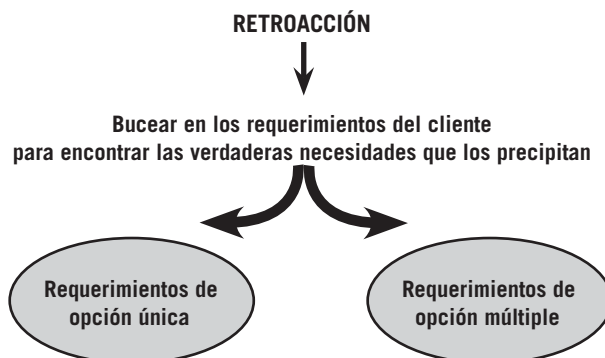 RETROACCIÓN
Bucear en los requerimientos del cliente
para encontrar las verdaderas necesidades que los precipitan
Requerimientos de
opción única
Requerimientos de
opción múltiple